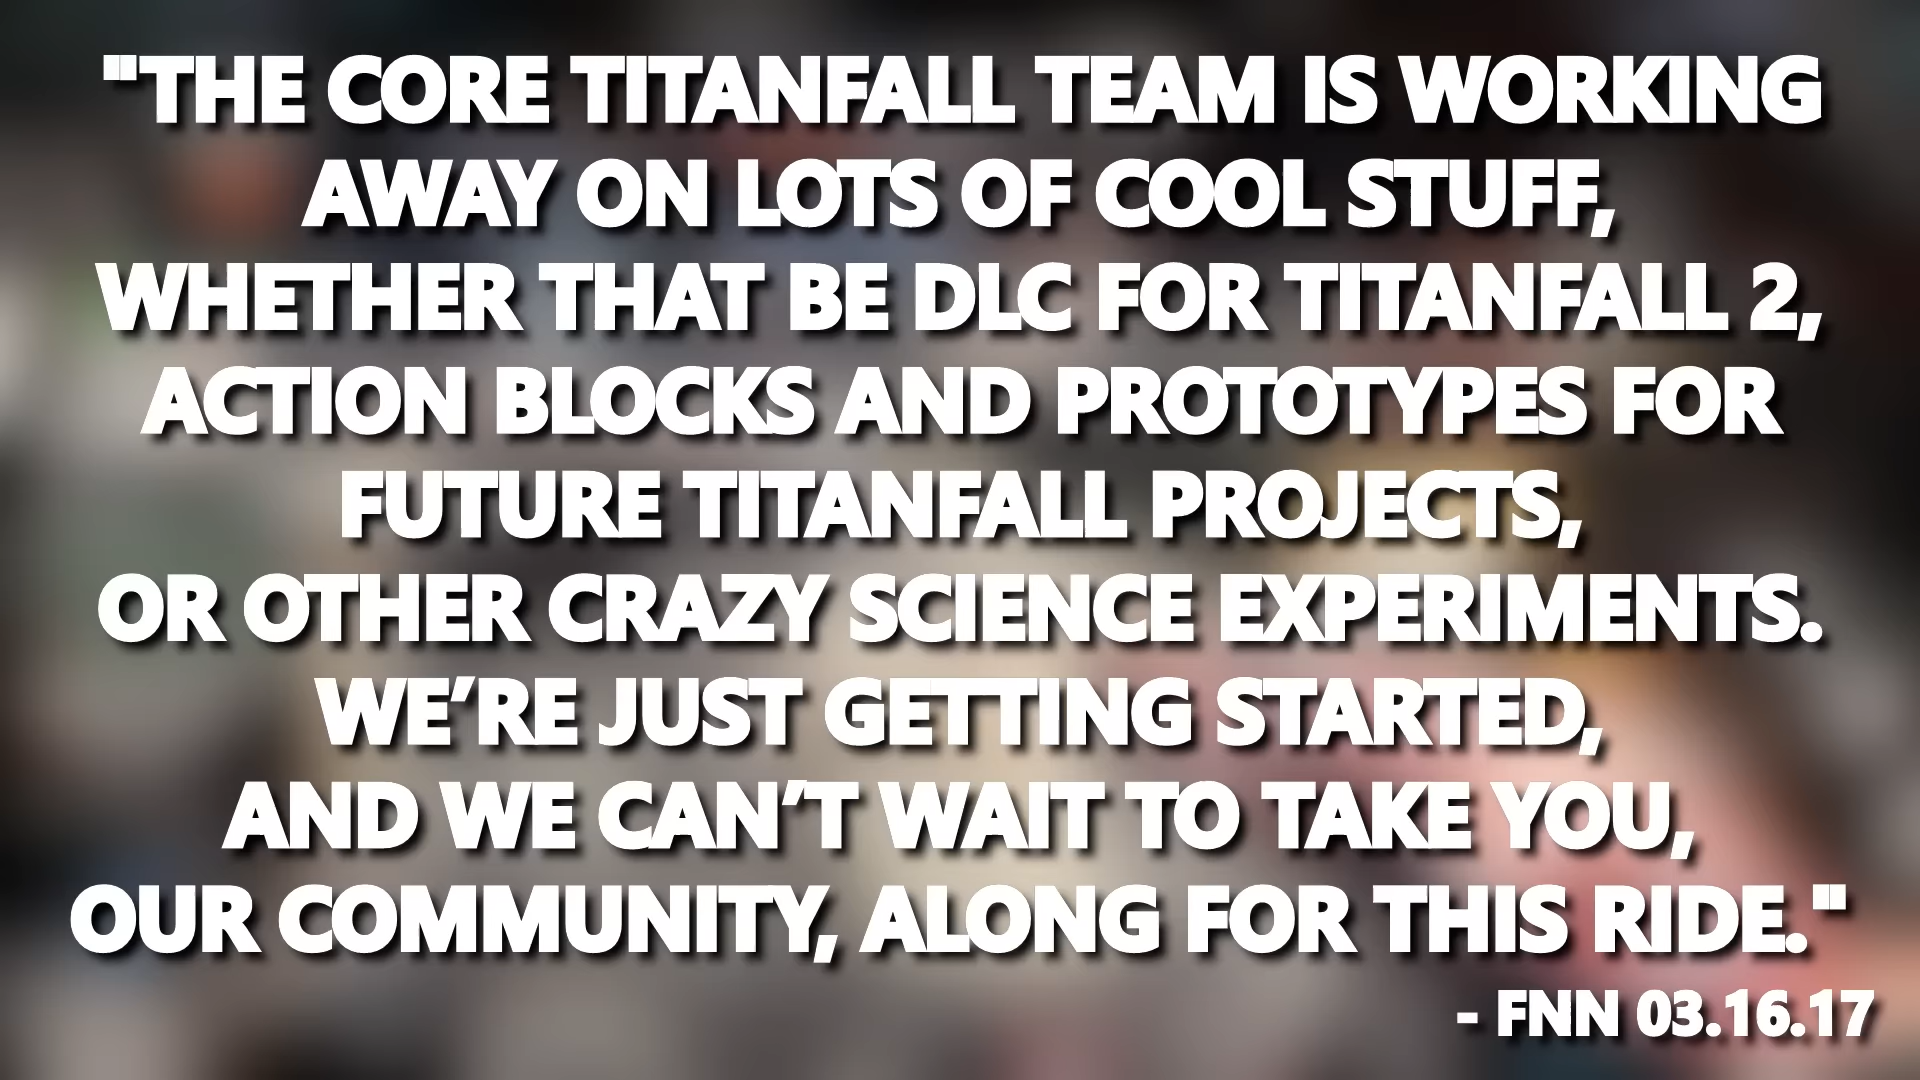 "THE CORE TITANFALL TEAM IS WORKING
AWAY ON LOTS OF COOL STUFF,
WHETHER THAT BE DLC FOR TITANFALL 2,
ACTION BLOCKS AND PROTOTYPES FOR
FUTURE TITANFALL PROJECTS,
OR OTHER CRAZY SCIENCE EXPERIMENTS.
WE’RE JUST GETTING STARTED,
AND WE CAN’T WAIT TO TAKE YOU,
OUR COMMUNITY, ALONG FOR THIS RIDE."
- FNN 03.16.17